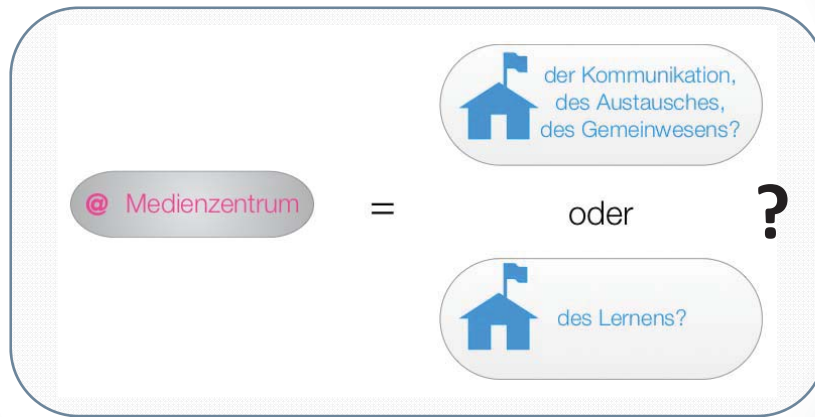 der Kommunikation,
des Austausches,
des Gemeinwesens?
@ Medienzentrum
=
oder
?
des Lernens?